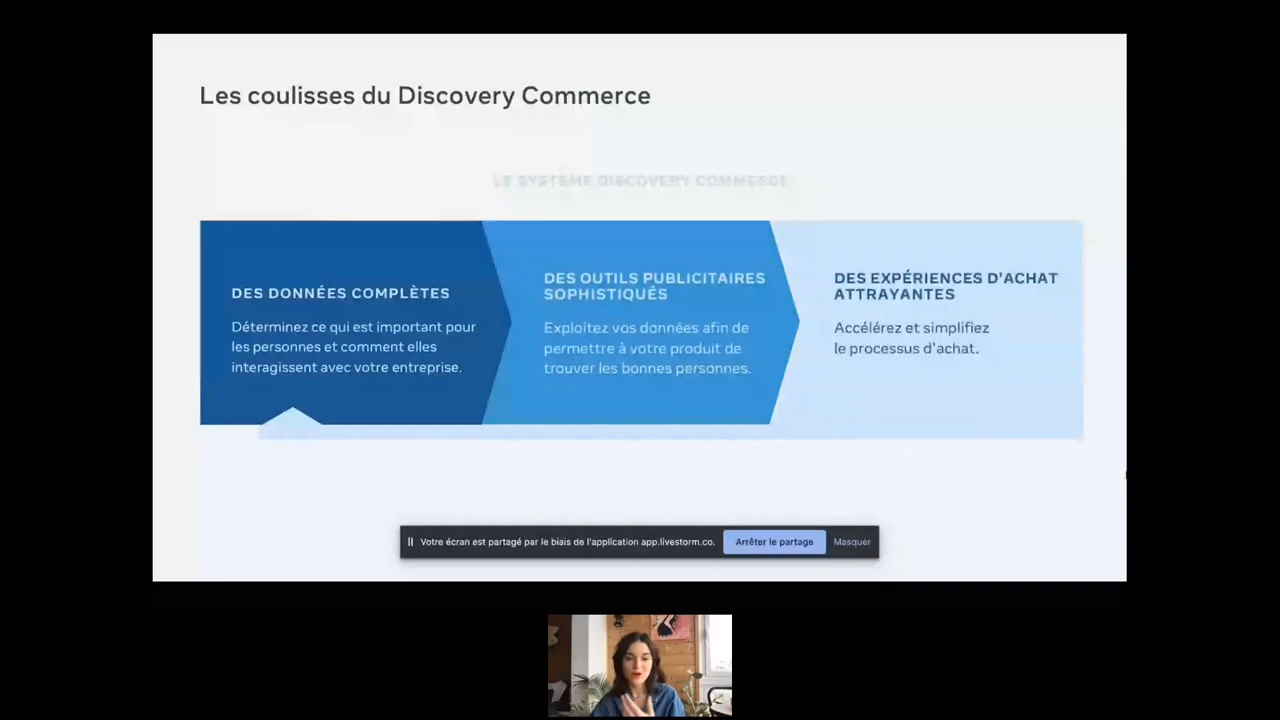 Les coulisses du Discovery Commerce
LE SYSTÈME DISCOVERY COMMERCE
DES DONNÉES COMPLÈTES
Déterminez ce qui est important pour
les personnes et comment elles
interagissent avec votre entreprise.
DES OUTILS PUBLICITAIRES
SOPHISTIQUÉS
Exploitez vos données afin de
permettre à votre produit de
trouver les bonnes personnes.
DES EXPÉRIENCES D'ACHAT
ATTRAYANTES
Accélérez et simplifiez
le processus d'achat.
Votre écran est partagé par le biais de l'application app.livestorm.co.
Arrêter le partage
Masquer